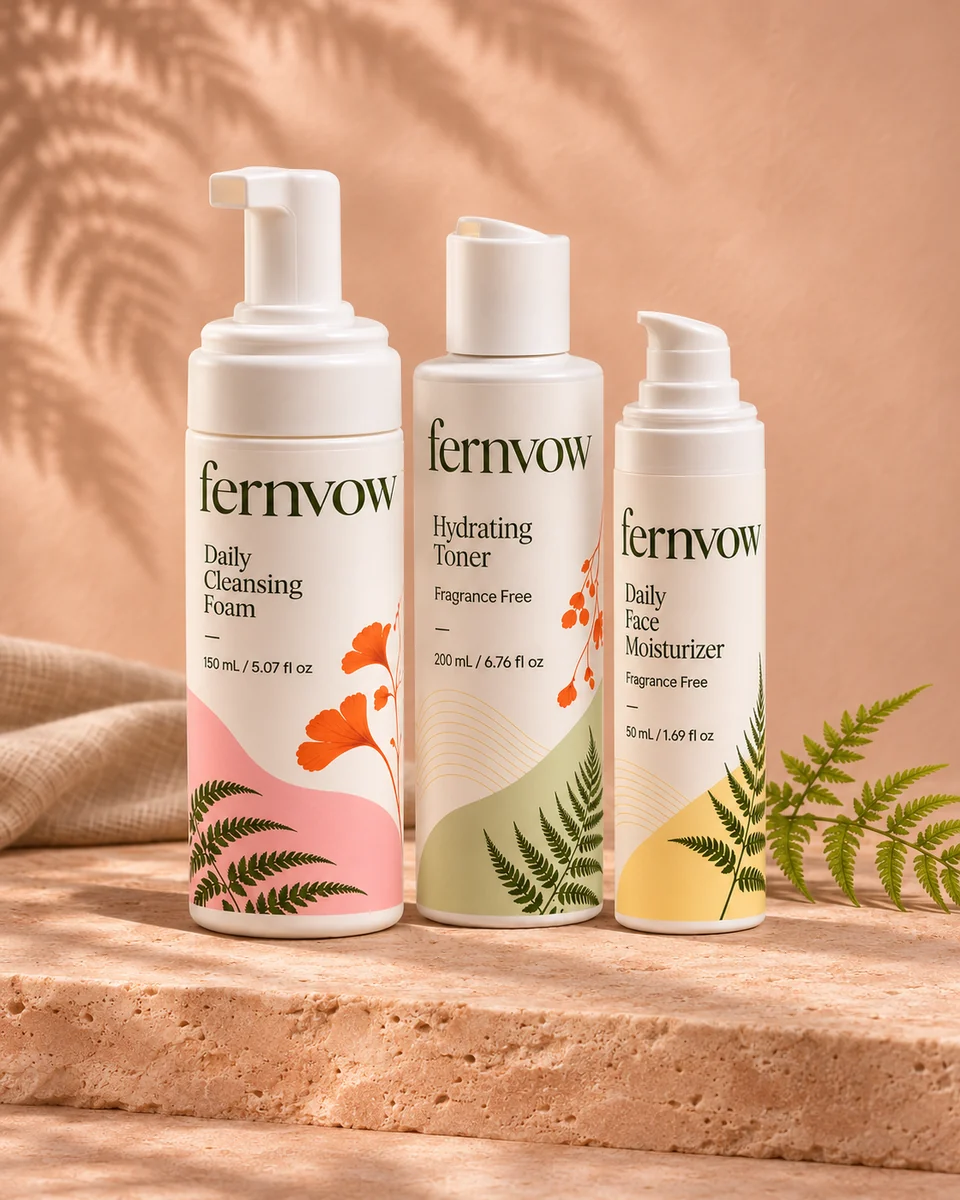 fernvow
Daily
Cleansing
Foam
150 mL / 5.07 fl oz
fernvow
Hydrating
Toner
Fragrance Free
200 mL / 6.76 fl oz
fernvow
Daily
Face
Moisturizer
Fragrance Free
50 mL / 1.69 fl oz